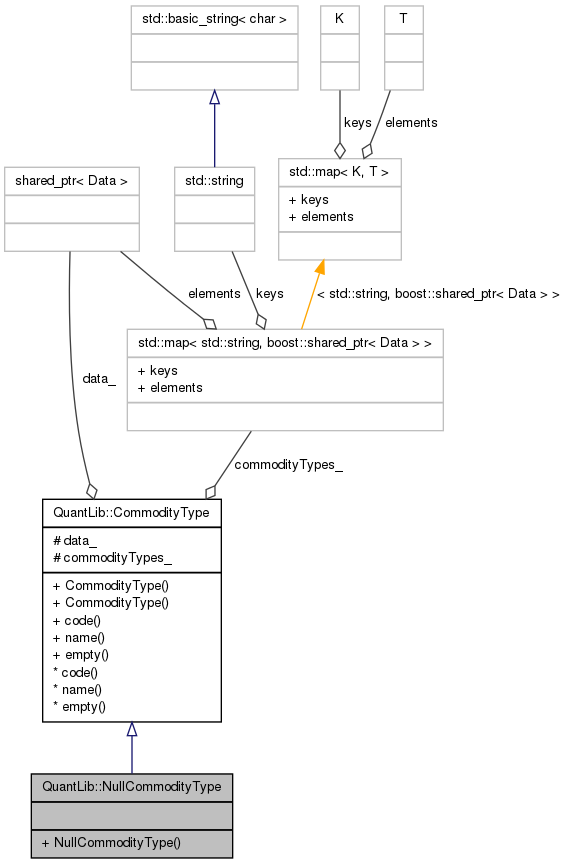 std::basic_string< char >
K
T
keys
elements
shared_ptr< Data >
std::string
std::map< K, T >
+ keys
+ elements
elements
keys
< std::string, boost::shared_ptr< Data > >
std::map< std::string, boost::shared_ptr< Data > >
+ keys
+ elements
data_
commodityTypes_
QuantLib::CommodityType
# data_
# commodityTypes_
+ CommodityType()
+ CommodityType()
+ code()
+ name()
+ empty()
* code()
* name()
* empty()
QuantLib::NullCommodityType
+ NullCommodityType()